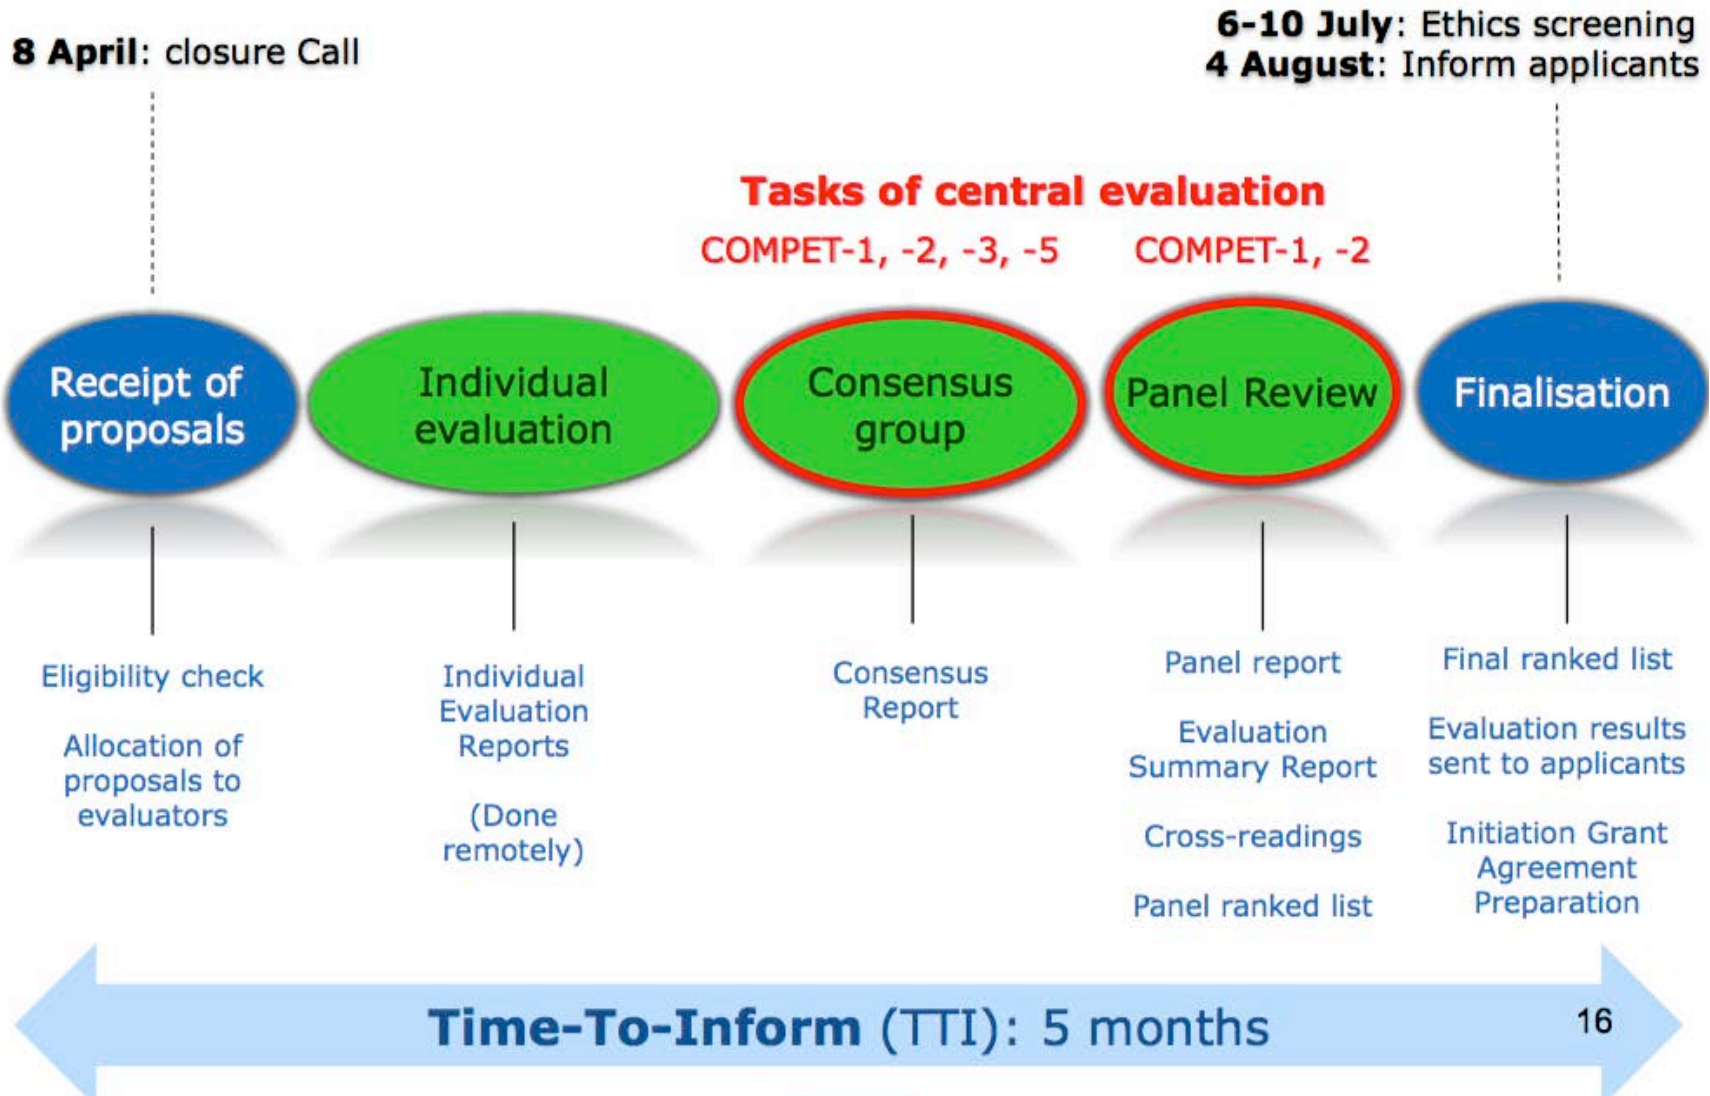 8 April: closure Call
6-10 July: Ethics screening
4 August: Inform applicants
Tasks of central evaluation
COMPET-1, -2, -3, -5
COMPET-1, -2
Receipt of
proposals
Individual
evaluation
Consensus
group
Panel Review
Finalisation
Eligibility check
Allocation of
proposals to
evaluators
Individual
Evaluation
Reports
(Done
remotely)
Consensus
Report
Panel report
Evaluation
Summary Report
Cross-readings
Panel ranked list
Final ranked list
Evaluation results
sent to applicants
Initiation Grant
Agreement
Preparation
Time-To-Inform (TTI): 5 months
16